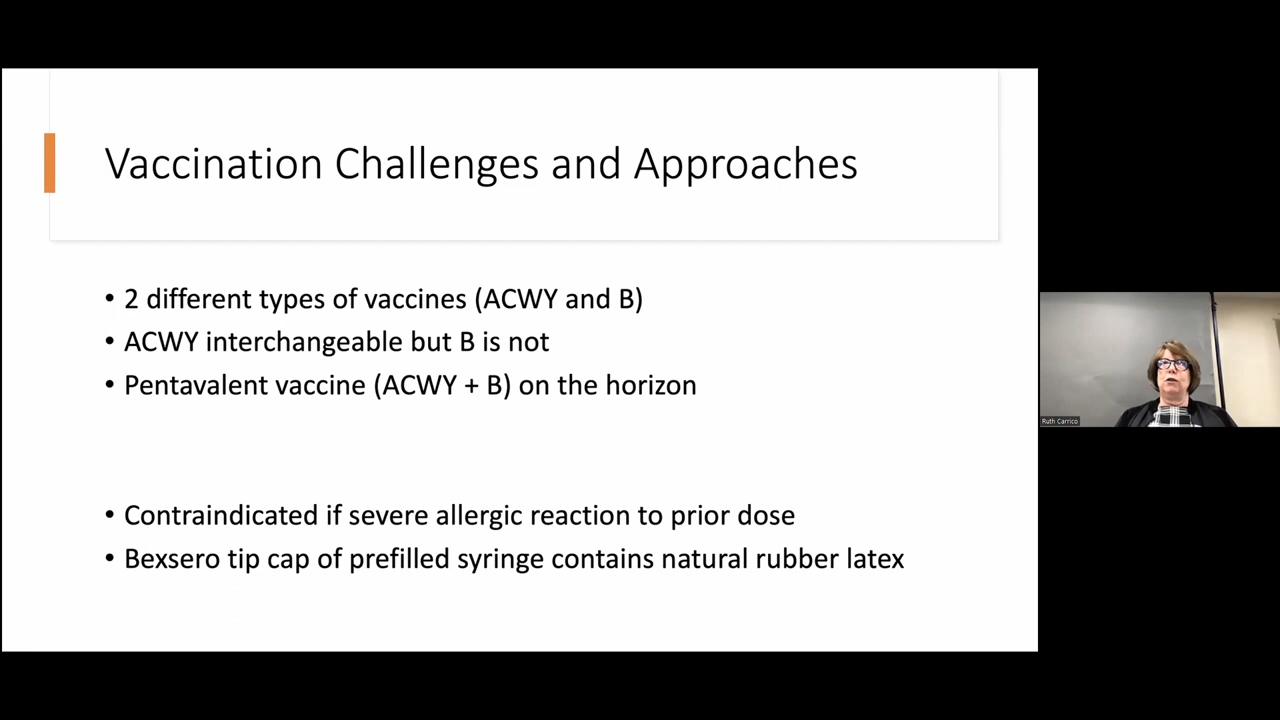 Vaccination Challenges and Approaches
• 2 different types of vaccines (ACWY and B)
• ACWY interchangeable but B is not
• Pentavalent vaccine (ACWY + B) on the horizon
• Contraindicated if severe allergic reaction to prior dose
• Bexsero tip cap of prefilled syringe contains natural rubber latex
Ruth Carrico